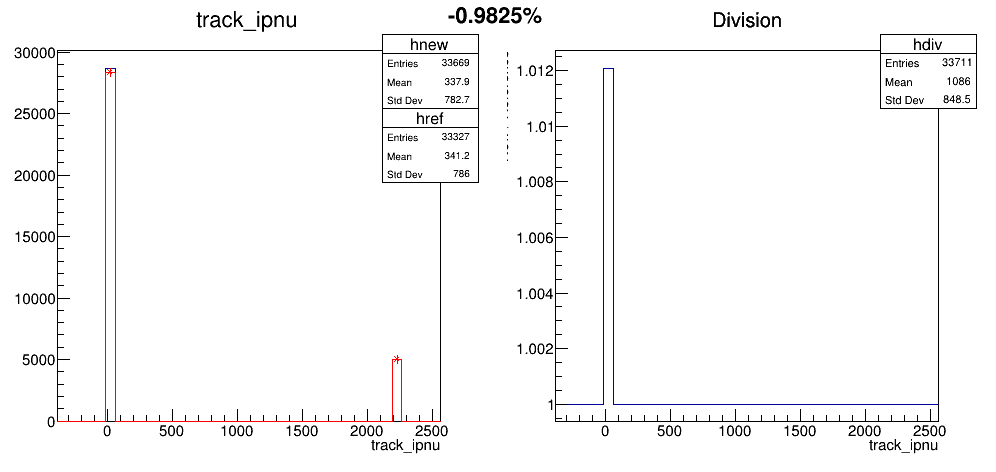 -0.9825%
track_ipnu
hnew
Entries 33669
Mean 337.9
Std Dev 782.7
href
Entries 33327
Mean 341.2
Std Dev 786
30000
25000
20000
15000
10000
5000
0
0 500 1000 1500 2000 2500
track_ipnu
Division
hdiv
Entries 33711
Mean 1086
Std Dev 848.5
1.012
1.01
1.008
1.006
1.004
1.002
1
0 500 1000 1500 2000 2500
track_ipnu